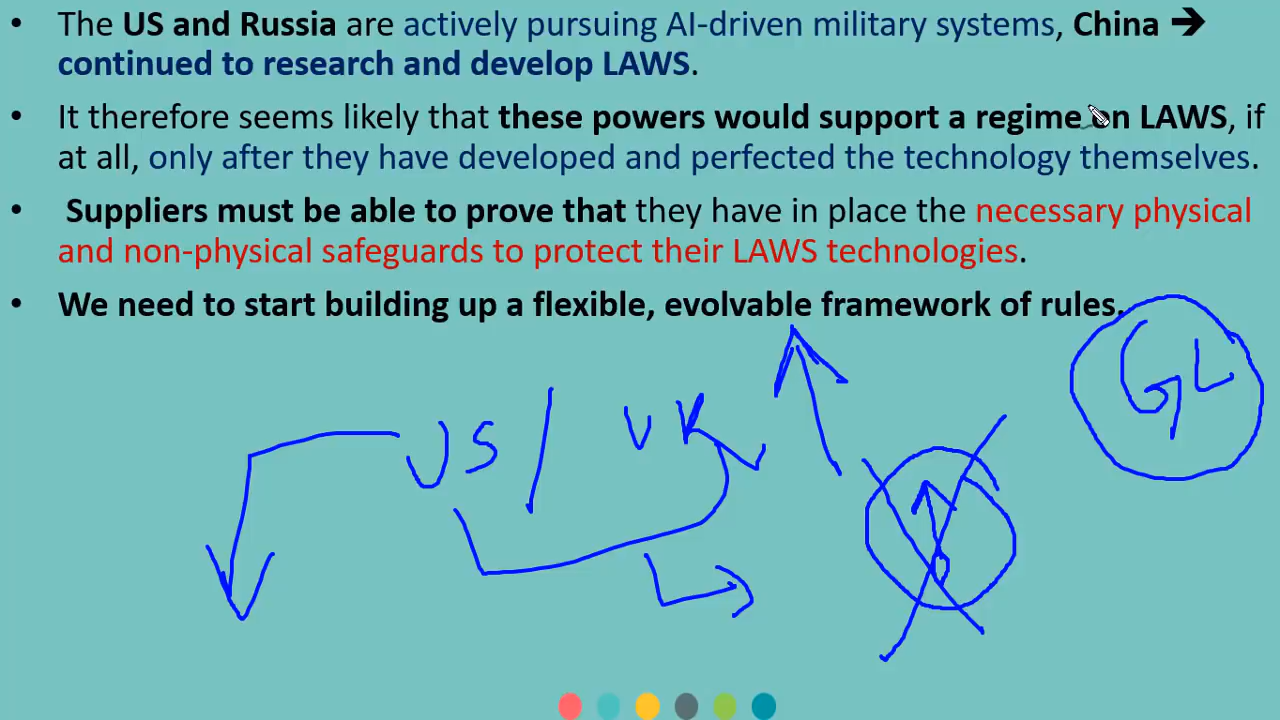 • The US and Russia are actively pursuing AI-driven military systems, China ➔
continued to research and develop LAWS.
• It therefore seems likely that these powers would support a regime on LAWS, if
at all, only after they have developed and perfected the technology themselves.
• Suppliers must be able to prove that they have in place the necessary physical
and non-physical safeguards to protect their LAWS technologies.
• We need to start building up a flexible, evolvable framework of rules.
GL
US / UK